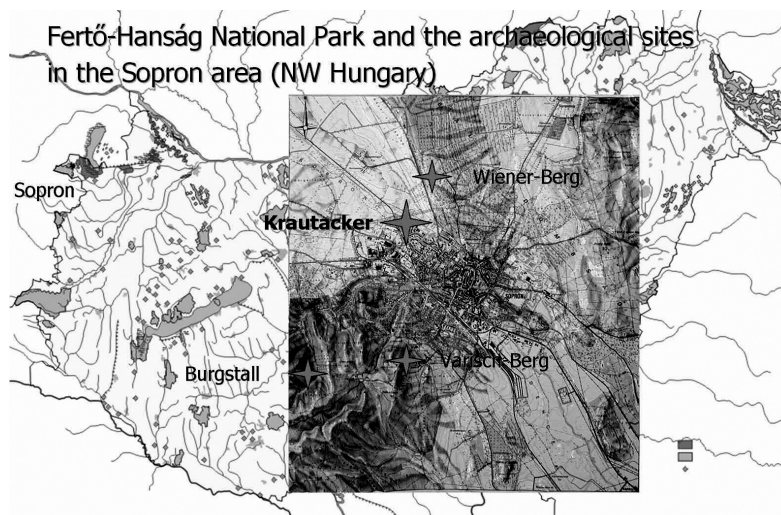 Fertő-Hanság National Park and the archaeological sites
in the Sopron area (NW Hungary)
Sopron
Wiener-Berg
Krautacker
SOPRON
Varisch-Berg
Burgstall